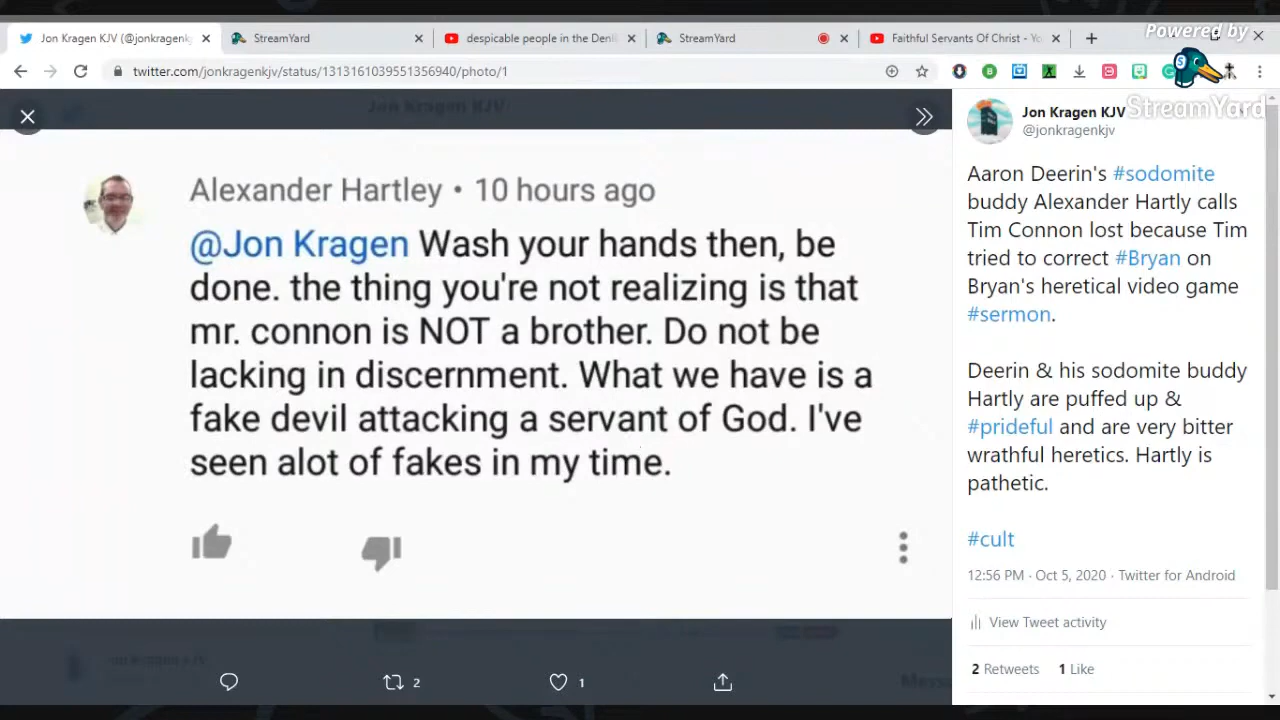 Powered by
StreamYard
Jon Kragen KJV (@jonkragenk
StreamYard
despicable people in the Denil
StreamYard
Faithful Servants Of Christ - Yo
twitter.com/jonkragenkjv/status/1313161039551356940/photo/1
Jon Kragen KJV
Alexander Hartley • 10 hours ago
@Jon Kragen Wash your hands then, be
done. the thing you're not realizing is that
mr. connon is NOT a brother. Do not be
lacking in discernment. What we have is a
fake devil attacking a servant of God. I've
seen alot of fakes in my time.
2
1
Jon Kragen KJV
@jonkragenkjv
Aaron Deerin's #sodomite
buddy Alexander Hartly calls
Tim Connon lost because Tim
tried to correct #Bryan on
Bryan's heretical video game
#sermon.
Deerin & his sodomite buddy
Hartly are puffed up &
#prideful and are very bitter
wrathful heretics. Hartly is
pathetic.
#cult
12:56 PM · Oct 5, 2020 · Twitter for Android
View Tweet activity
2 Retweets 1 Like